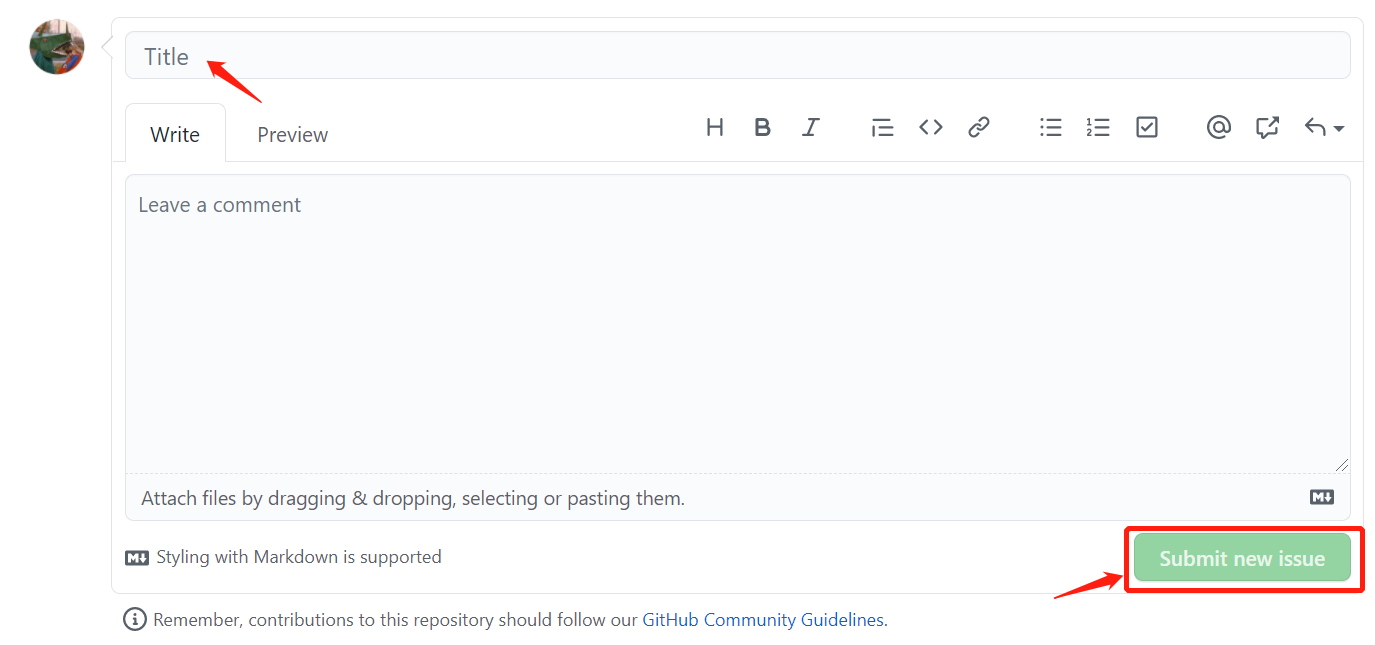 Title
Write Preview
Leave a comment
Attach files by dragging & dropping, selecting or pasting them.
Styling with Markdown is supported
Submit new issue
Remember, contributions to this repository should follow our GitHub Community Guidelines.